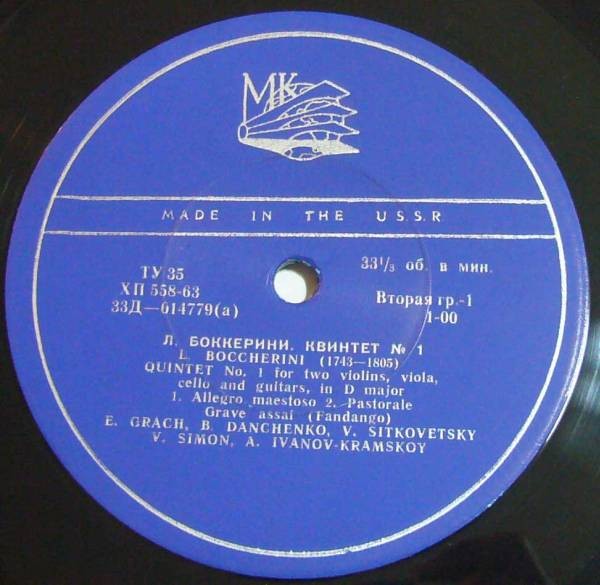 МК
MADE IN THE U.S.S.R
ТУ 35
ХП 558-63
33Д—014779(а)
33⅓ об. в мин.
Вторая гр.-1
1-00
Л. БОККЕРИНИ. КВИНТЕТ № 1
L. BOCCHERINI (1743—1805)
QUINTET No. 1 for two violins, viola,
cello and guitars, in D major
1. Allegro maestoso 2. Pastorale
Grave assai (Fandango)
E. GRACH, B. DANCHENKO, V. SITKOVETSKY
V. SIMON, A. IVANOV-KRAMSKOY